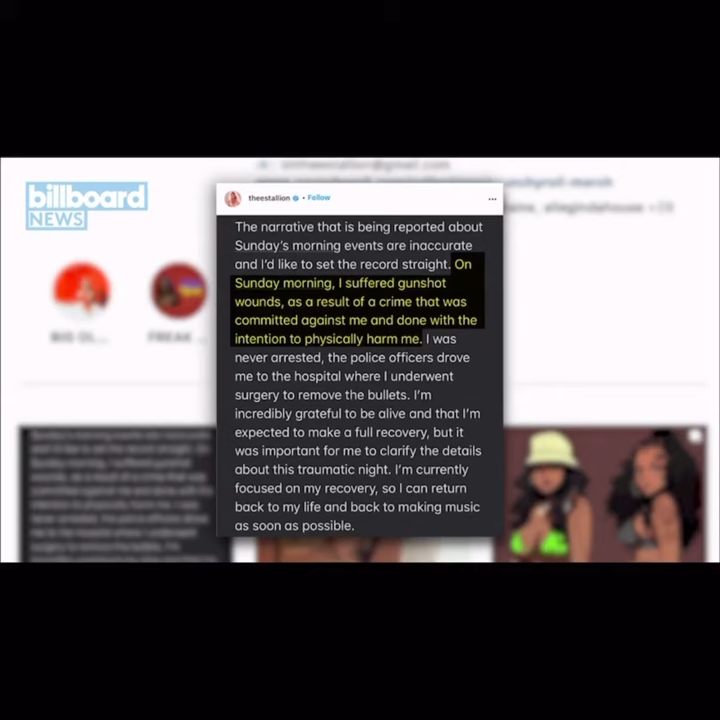 billboard
NEWS
theestallion • Follow
The narrative that is being reported about
Sunday's morning events are inaccurate
and I'd like to set the record straight. On
Sunday morning, I suffered gunshot
wounds, as a result of a crime that was
committed against me and done with the
intention to physically harm me. I was
never arrested, the police officers drove
me to the hospital where I underwent
surgery to remove the bullets. I'm
incredibly grateful to be alive and that I'm
expected to make a full recovery, but it
was important for me to clarify the details
about this traumatic night. I'm currently
focused on my recovery, so I can return
back to my life and back to making music
as soon as possible.